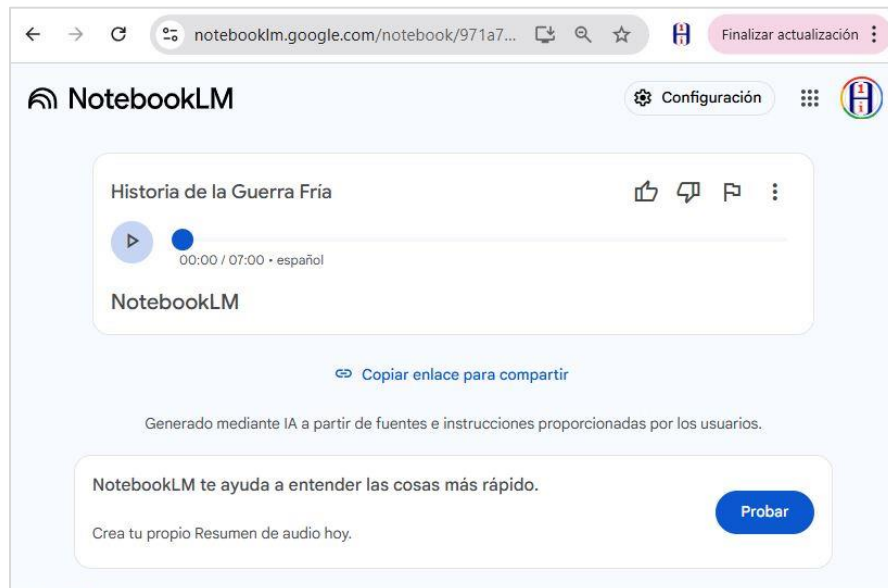 notebooklm.google.com/notebook/971a7...
Finalizar actualización
NotebookLM
Configuración
Historia de la Guerra Fría
00:00 / 07:00 • español
NotebookLM
Copiar enlace para compartir
Generado mediante IA a partir de fuentes e instrucciones proporcionadas por los usuarios.
NotebookLM te ayuda a entender las cosas más rápido.
Probar
Crea tu propio Resumen de audio hoy.